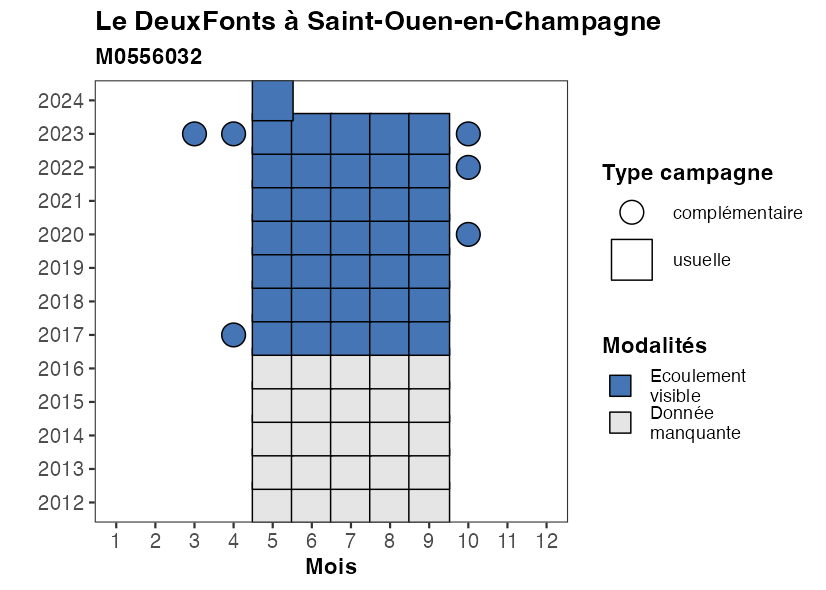 Le DeuxFonts à Saint-Ouen-en-Champagne
M0556032
2024
2023
2022
2021
2020
2019
2018
2017
2016
2015
2014
2013
2012
1 2 3 4 5 6 7 8 9 10 11 12
Mois
Type campagne
complémentaire
usuelle
Modalités
Ecoulement
visible
Donnée
manquante